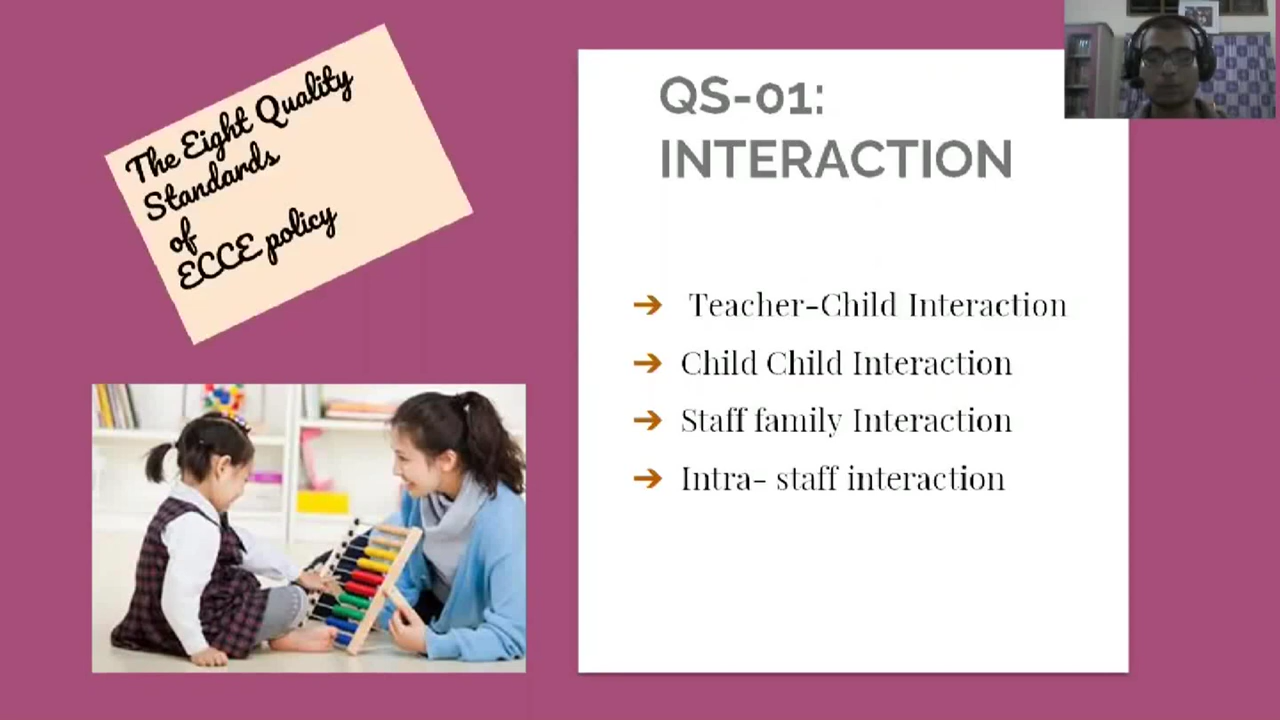 The Eight Quality
Standards
of
ECCE policy
QS-01:
INTERACTION
➔ Teacher-Child Interaction
➔ Child Child Interaction
➔ Staff family Interaction
➔ Intra- staff interaction